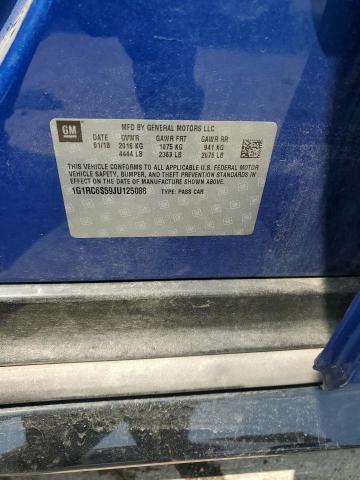 GM
MFD BY GENERAL MOTORS LLC
DATE GVWR GAWR FRT GAWR RR
01/18 2016 KG 1075 KG 941 KG
4444 LB 2369 LB 2075 LB
THIS VEHICLE CONFORMS TO ALL APPLICABLE U.S. FEDERAL MOTOR
VEHICLE SAFETY, BUMPER, AND THEFT PREVENTION STANDARDS
IN EFFECT ON THE DATE OF MANUFACTURE SHOWN ABOVE.
1G1RC6S59JU125088 TYPE: PASS CAR